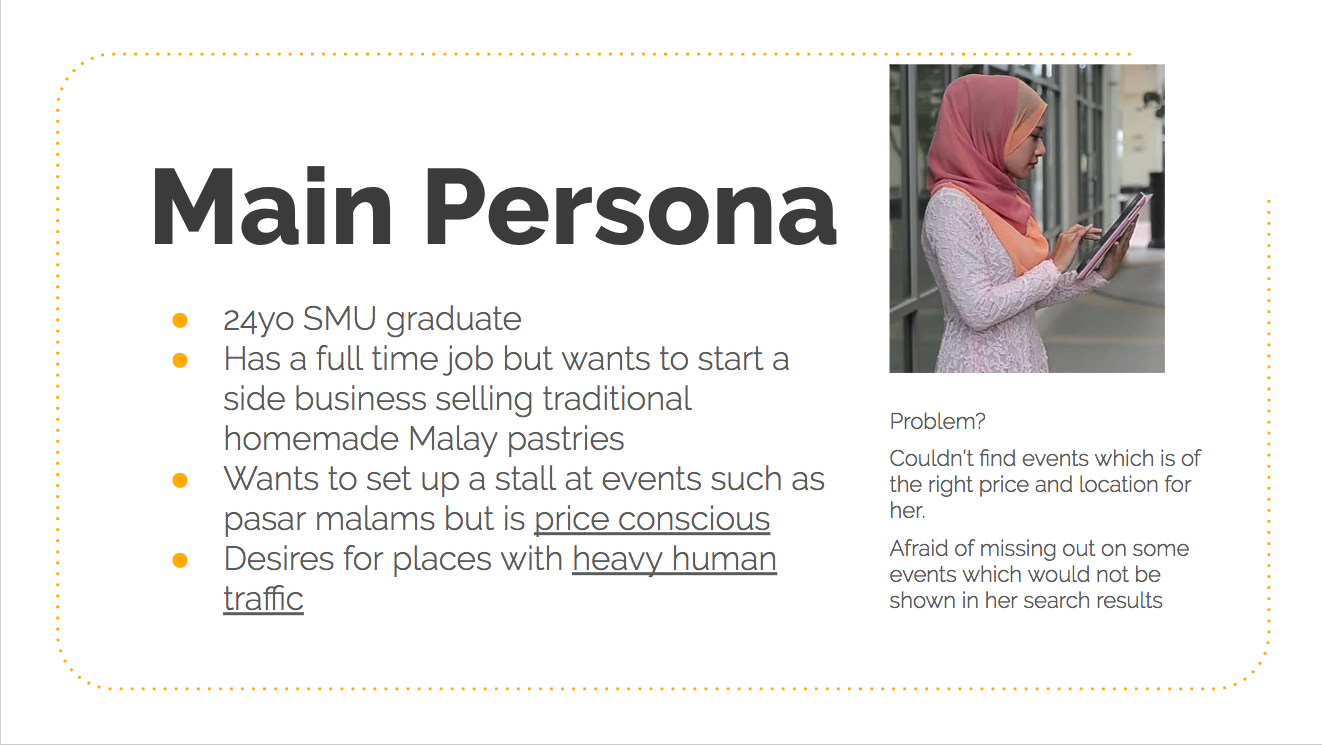 Main Persona
24yo SMU graduate
Has a full time job but wants to start a
side business selling traditional
homemade Malay pastries
Wants to set up a stall at events such as
pasar malams but is price conscious
Desires for places with heavy human
traffic
Problem?
Couldn't find events which is of
the right price and location for
her.
Afraid of missing out on some
events which would not be
shown in her search results